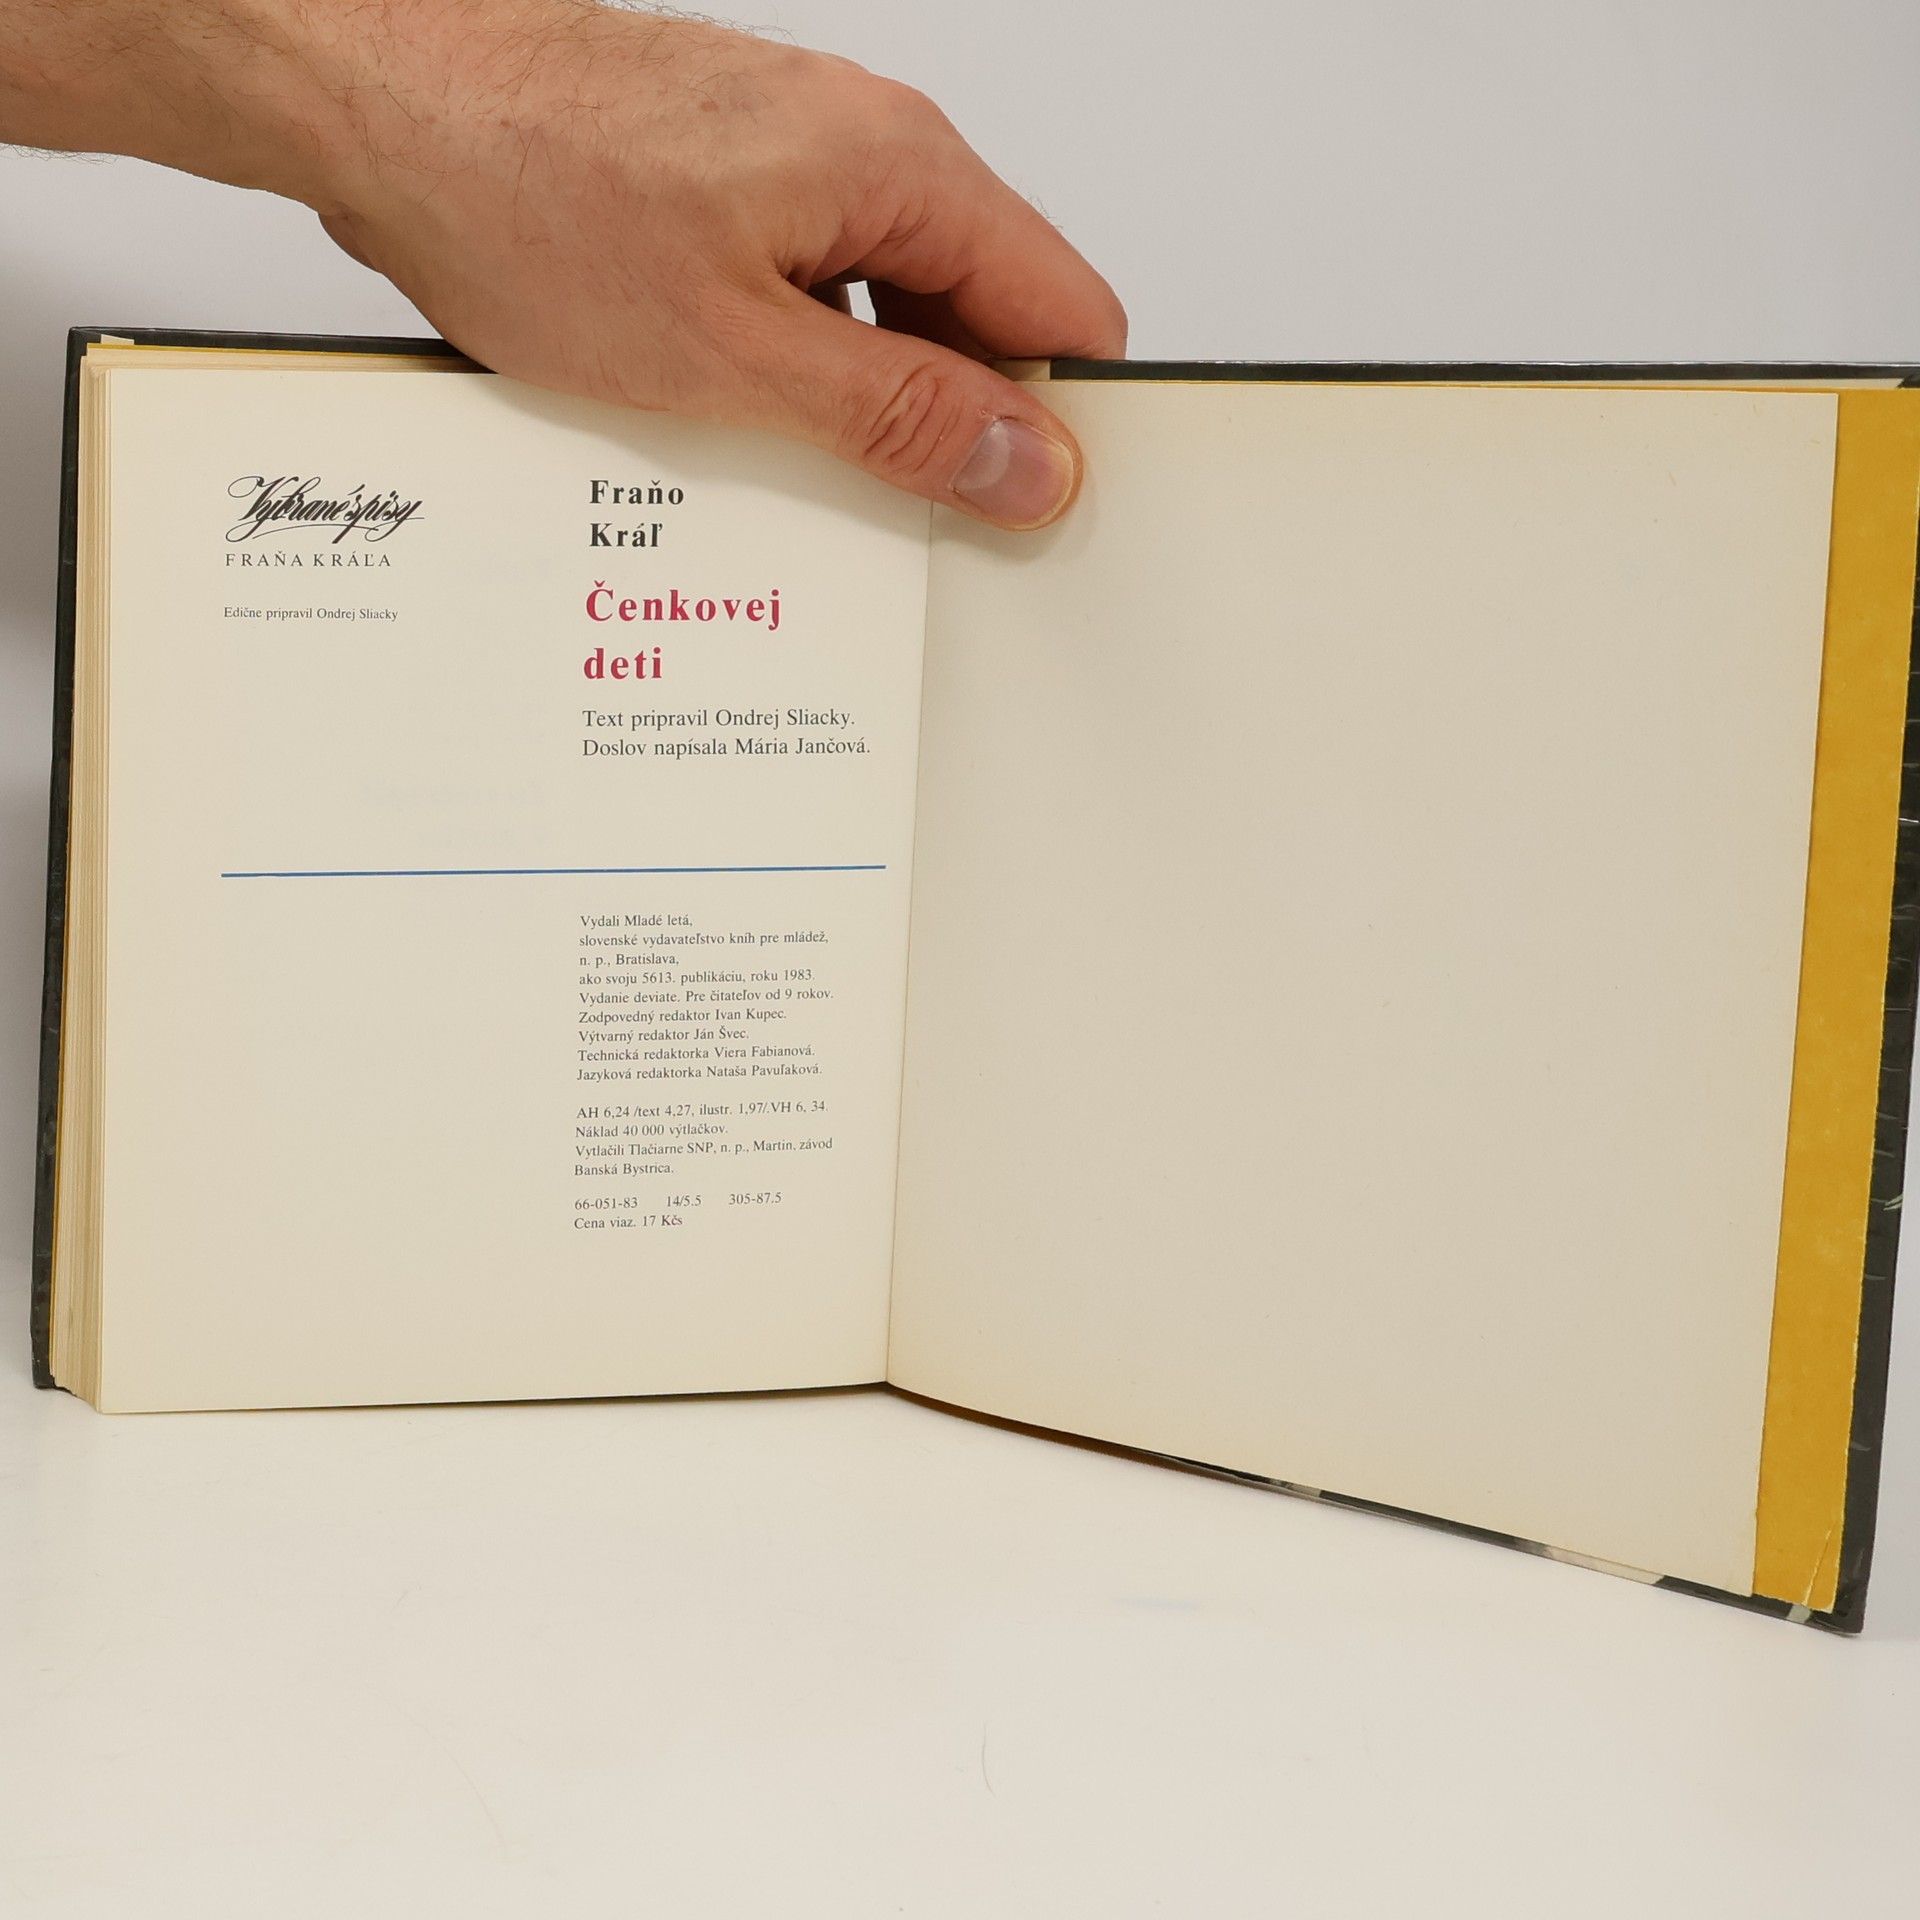 Vybrané spisy
FRAŇA KRÁĽA
Edične pripravil Ondrej Sliacky
Fraňo
Kráľ
Čenkovej
deti
Text pripravil Ondrej Sliacky.
Doslov napísala Mária Jančová.
Vydali Mladé letá,
slovenské vydavateľstvo kníh pre mládež,
n. p., Bratislava,
ako svoju 5613. publikáciu, roku 1983.
Vydanie deviate. Pre čitateľov od 9 rokov.
Zodpovedný redaktor Ivan Kupec.
Výtvarný redaktor Ján Švec.
Technická redaktorka Viera Fabianová.
Jazyková redaktorka Nataša Pavuľaková.
AH 6,24 /text 4,27, ilustr. 1,97/.VH 6, 34.
Náklad 40 000 výtlačkov.
Vytlačili Tlačiarne SNP, n. p., Martin, závod
Banská Bystrica.
66-051-83 14/5.5 305-87.5
Cena viaz. 17 Kčs